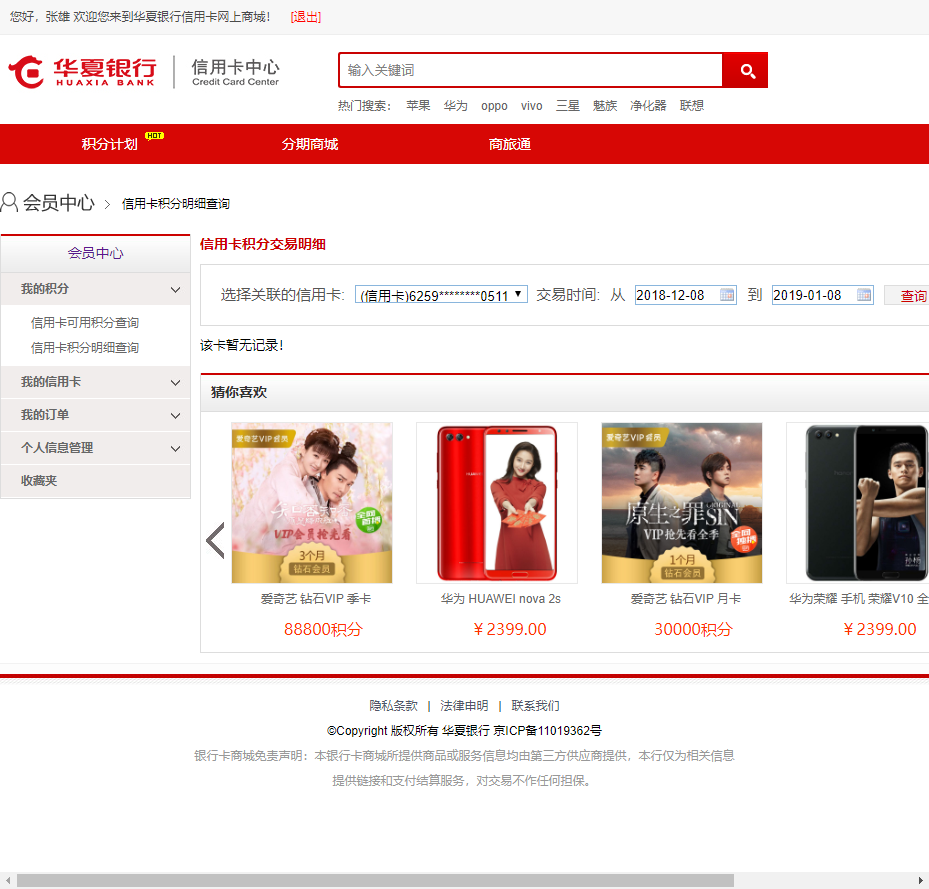 您好，张雄 欢迎您来到华夏银行信用卡网上商城！ [退出]
华夏银行 信用卡中心
HUAXIA BANK Credit Card Center
输入关键词
热门搜索： 苹果 华为 oppo vivo 三星 魅族 净化器 联想
积分计划 HOT 分期商城 商旅通
会员中心 > 信用卡积分明细查询
会员中心
我的积分
信用卡可用积分查询
信用卡积分明细查询
我的信用卡
我的订单
个人信息管理
收藏夹
信用卡积分交易明细
选择关联的信用卡: (信用卡)6259********0511 交易时间: 从 2018-12-08 到 2019-01-08 查询
该卡暂无记录！
猜你喜欢
爱奇艺VIP会员
全网首播
VIP会员抢先看
3个月
钻石会员
爱奇艺VIP会员
原生之罪 ORIGINAL SIN
VIP抢先看全季
全网独播
1个月
钻石会员
爱奇艺 钻石VIP 季卡 华为 HUAWEI nova 2s 爱奇艺 钻石VIP 月卡 华为荣耀 手机 荣耀V10 全
88800积分 ￥2399.00 30000积分 ￥2399.00
隐私条款 | 法律申明 | 联系我们
©Copyright 版权所有 华夏银行 京ICP备11019362号
银行卡商城免责声明：本银行卡商城所提供商品或服务信息均由第三方供应商提供，本行仅为相关信息
提供链接和支付结算服务，对交易不作任何担保。